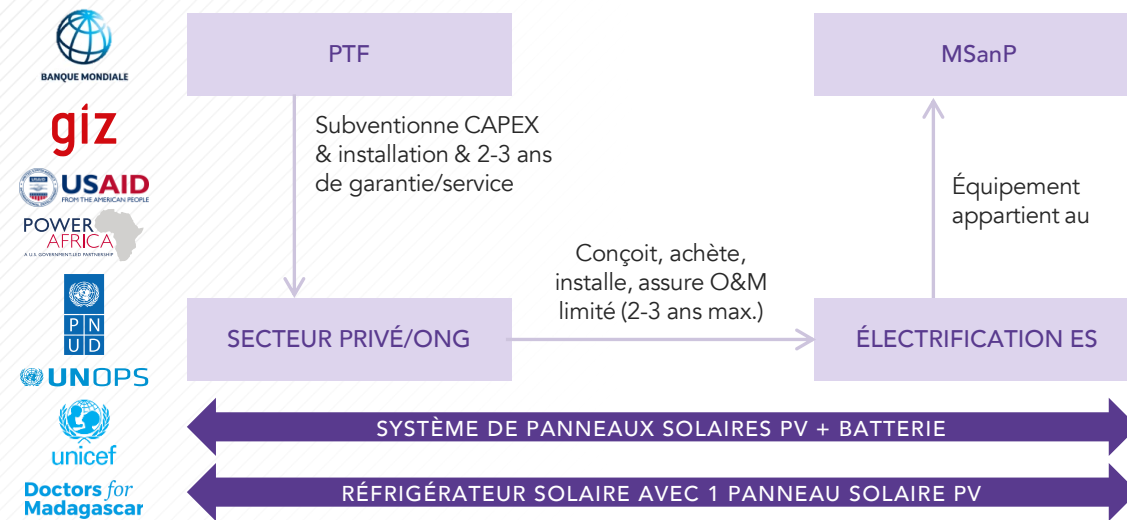 BANQUE MONDIALE
giz
USAID
FROM THE AMERICAN PEOPLE
POWER
AFRICA
A U.S. GOVERNMENT-LED PARTNERSHIP
P N
U D
UNOPS
unicef
Doctors for
Madagascar
PTF
MSanP
Subventionne CAPEX
& installation & 2-3 ans
de garantie/service
Équipement
appartient au
Conçoit, achète,
installe, assure O&M
limité (2-3 ans max.)
SECTEUR PRIVÉ/ONG
ÉLECTRIFICATION ES
SYSTÈME DE PANNEAUX SOLAIRES PV + BATTERIE
RÉFRIGÉRATEUR SOLAIRE AVEC 1 PANNEAU SOLAIRE PV